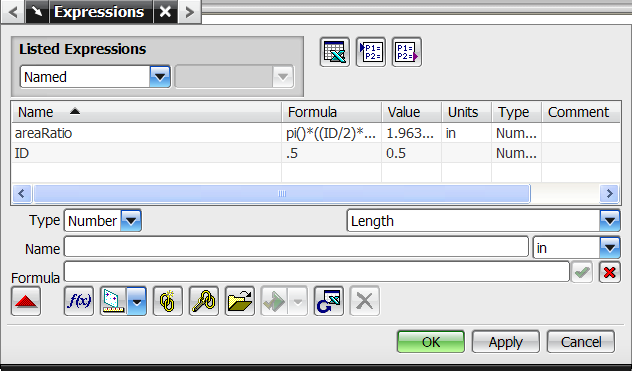 Expressions
Listed Expressions
Named
P1=
P2=
P1=
P2=
Name Formula Value Units Type Comment
areaRatio pi()*((ID/2)*... 1.963... in Num...
ID .5 0.5 Num...
Type Number Length
Name in
Formula
f(x)
OK Apply Cancel